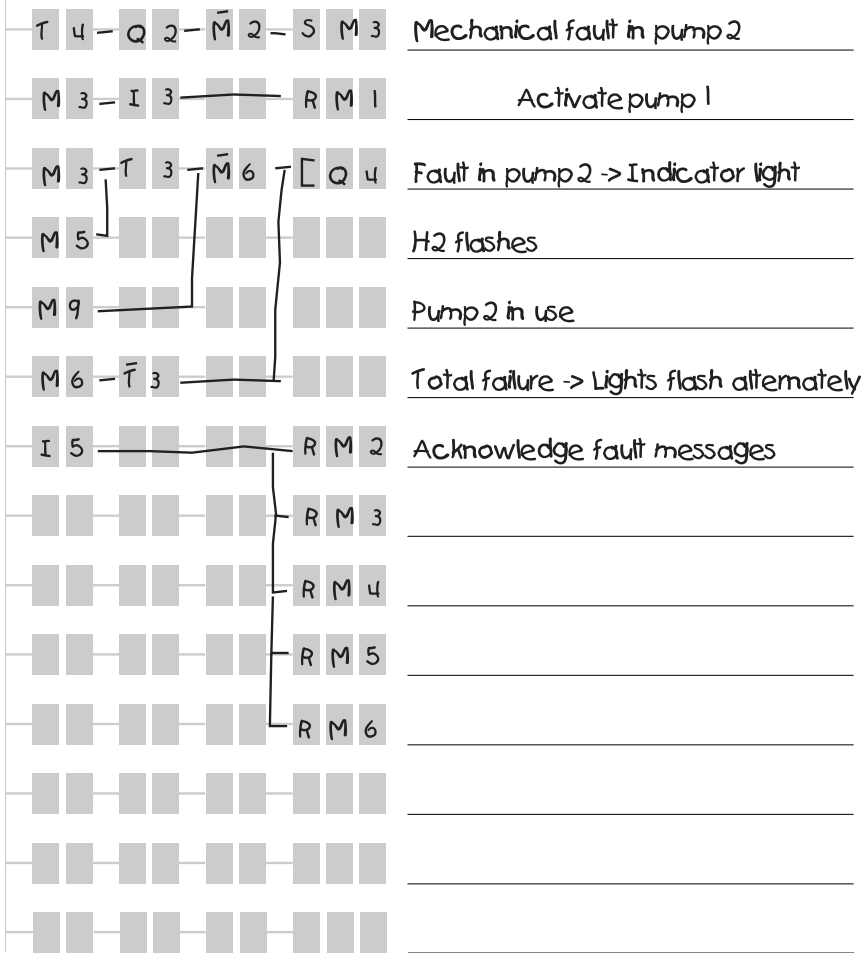 T 4 - Q 2 - M̄ 2 - S M 3 Mechanical fault in pump 2
M 3 - I 3 - R M 1 Activate pump 1
M 3 - T 3 - M̄ 6 - [ Q 4 Fault in pump 2 -> Indicator light
M 5 H2 flashes
M 9 Pump 2 in use
M 6 - T̄ 3 Total failure -> Lights flash alternately
I 5 R M 2 Acknowledge fault messages
R M 3
R M 4
R M 5
R M 6